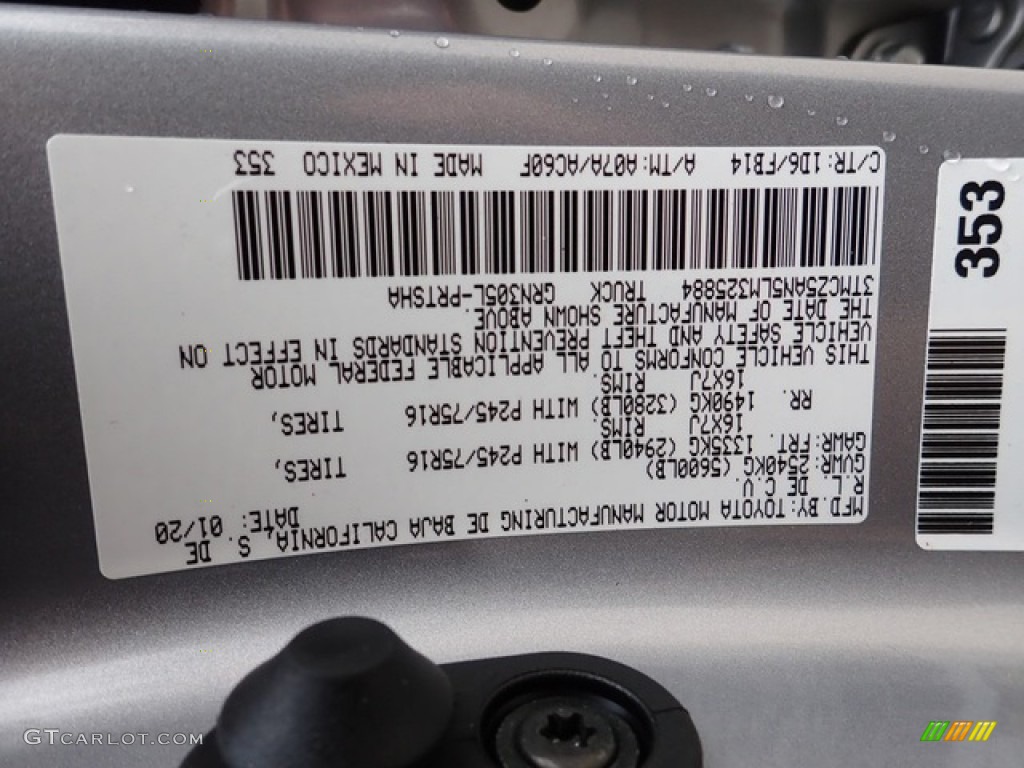 MFD. BY: TOYOTA MOTOR MANUFACTURING DE BAJA CALIFORNIA, S. DE
R.L. DE C.V. DATE: 01/20
GVWR: 2540KG (5600LB)
GAWR: FRT. 1335KG (2940LB) WITH P245/75R16 TIRES,
16X7J RIMS.
RR. 1490KG (3280LB) WITH P245/75R16 TIRES,
16X7J RIMS.
THIS VEHICLE CONFORMS TO ALL APPLICABLE FEDERAL MOTOR
VEHICLE SAFETY AND THEFT PREVENTION STANDARDS IN EFFECT ON
THE DATE OF MANUFACTURE SHOWN ABOVE.
3TMCZ5AN5LM325884 TRUCK GRN305L-PRTSHA
C/TR: 1D6/FB14 A/TM: A07A/AC60F MADE IN MEXICO 353
353
GTCARLOT.COM